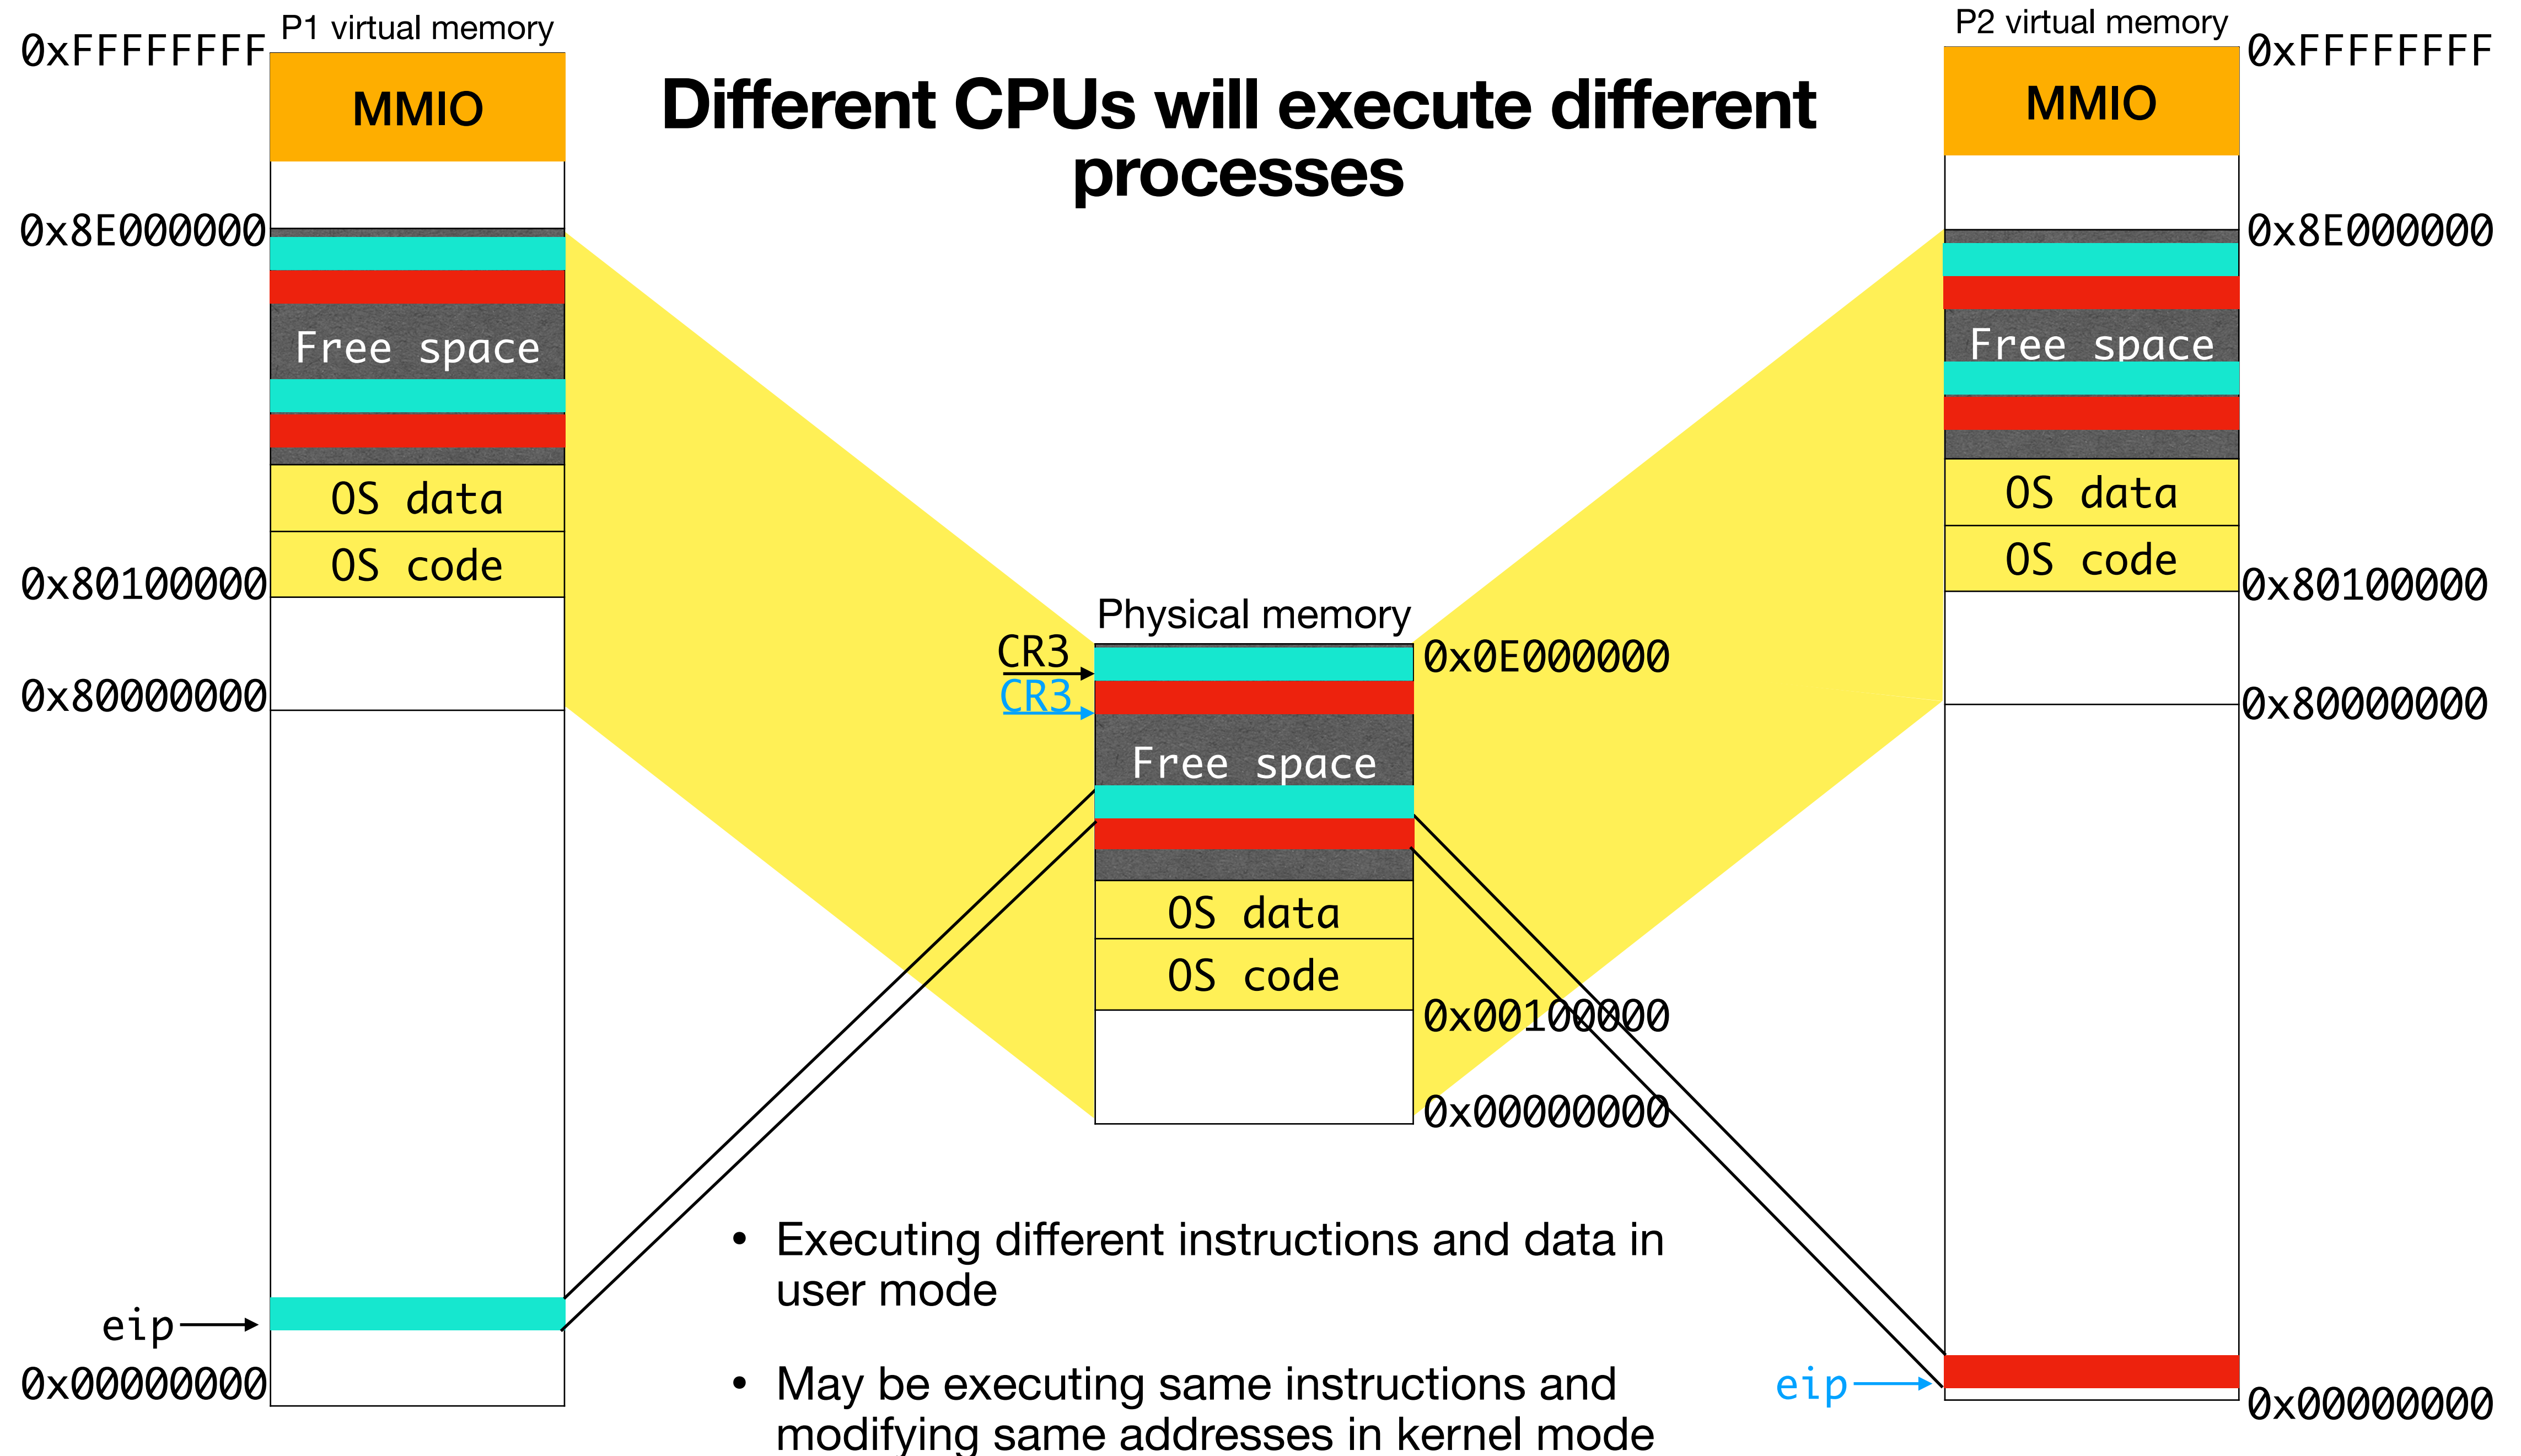 P1 virtual memory
0xFFFFFFFF
MMIO
0x8E000000
Free space
OS data
OS code
0x80100000
0x80000000
eip
0x00000000
Different CPUs will execute different
processes
Physical memory
CR3
CR3
0x0E000000
Free space
OS data
OS code
0x00100000
0x00000000
• Executing different instructions and data in
user mode
• May be executing same instructions and
modifying same addresses in kernel mode
P2 virtual memory
0xFFFFFFFF
MMIO
0x8E000000
Free space
OS data
OS code
0x80100000
0x80000000
eip
0x00000000